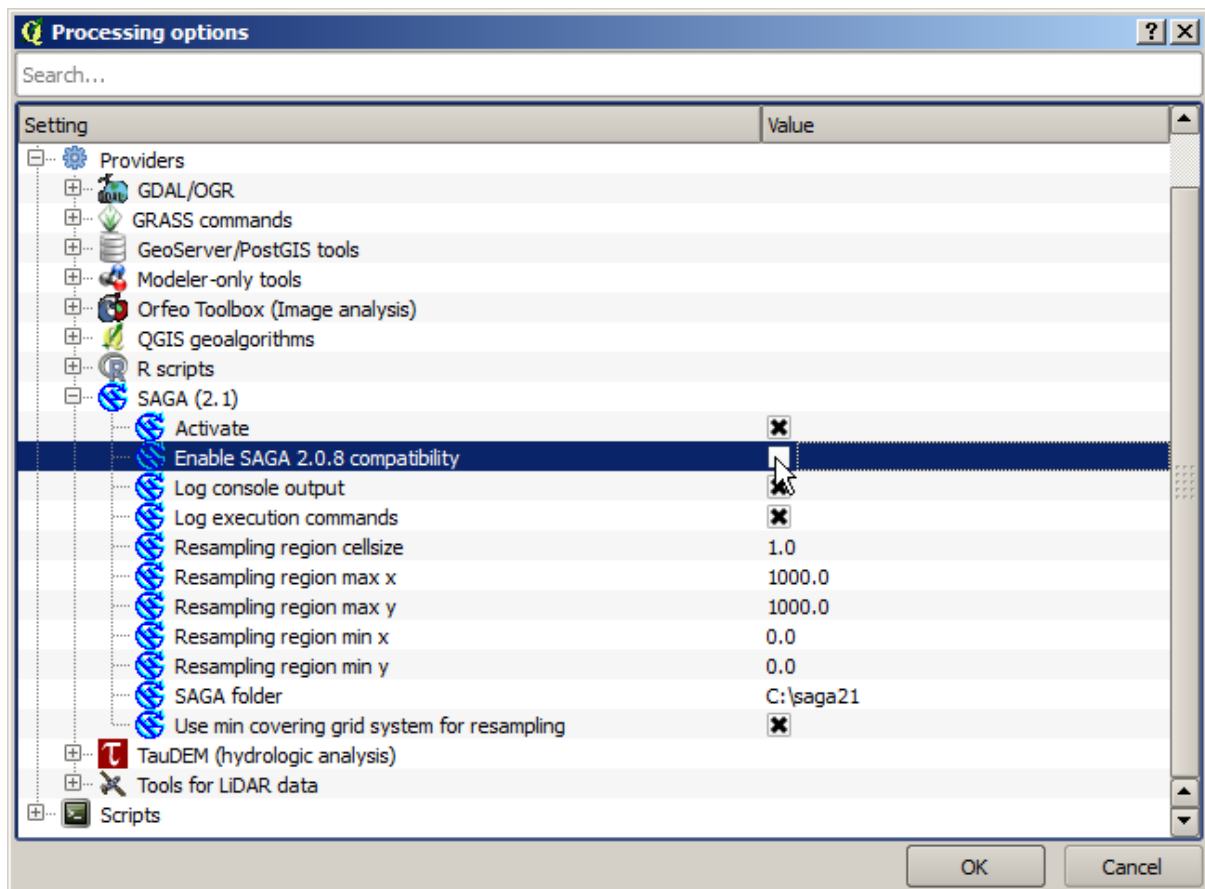 Processing options
Search...
Setting Value
Providers
GDAL/OGR
GRASS commands
GeoServer/PostGIS tools
Modeler-only tools
Orfeo Toolbox (Image analysis)
QGIS geoalgorithms
R scripts
SAGA (2.1)
Activate
Enable SAGA 2.0.8 compatibility
Log console output
Log execution commands
Resampling region cellsize 1.0
Resampling region max x 1000.0
Resampling region max y 1000.0
Resampling region min x 0.0
Resampling region min y 0.0
SAGA folder C:\saga21
Use min covering grid system for resampling
TauDEM (hydrologic analysis)
Tools for LiDAR data
Scripts
OK Cancel